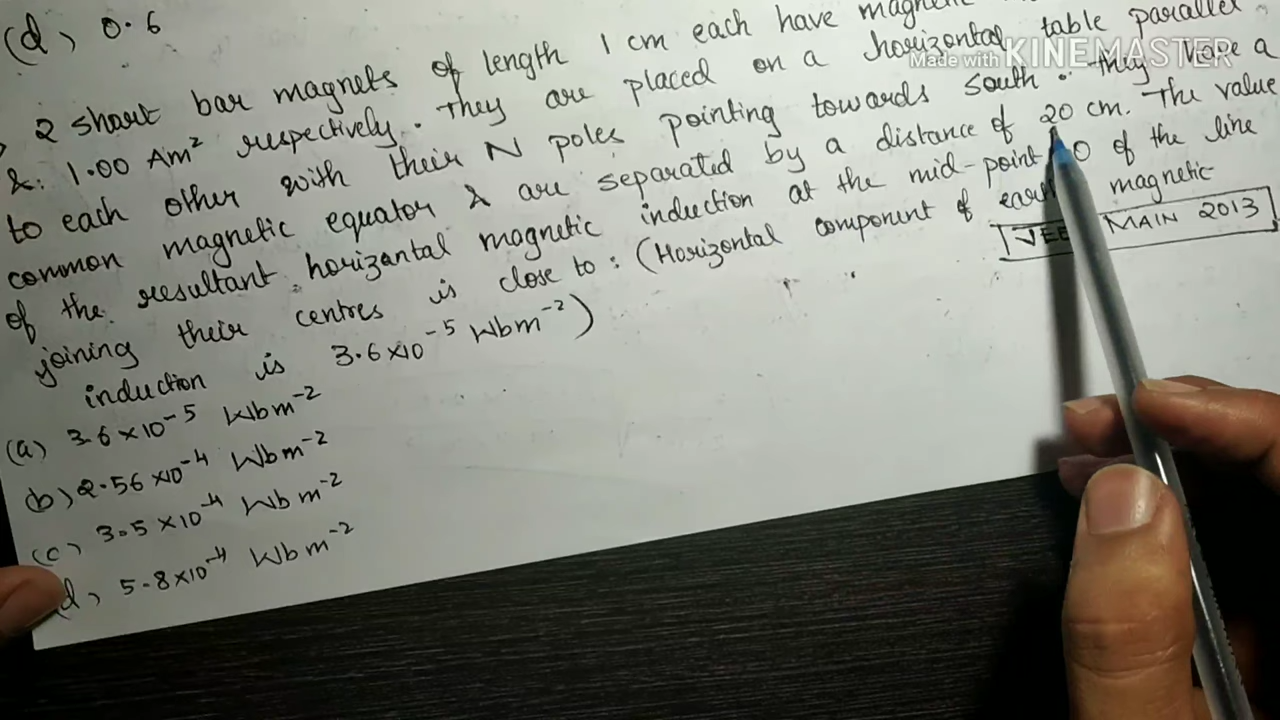 (d) 0.6
2 short bar magnets of length 1 cm each have
& 1.00 Am² respectively. They are placed on a horizontal table parallel
to each other with their N poles pointing towards south. They have a
common magnetic equator & are separated by a distance of 20 cm. The value
of the resultant horizontal magnetic induction at the mid-point O of the line
joining their centres is close to: (Horizontal component of earth magnetic
induction is 3.6×10⁻⁵ Wbm⁻²)
JEE MAIN 2013
(a) 3.6×10⁻⁵ Wbm⁻²
(b) 2.56×10⁻⁴ Wbm⁻²
(c) 3.5×10⁻⁴ Wbm⁻²
(d) 5.8×10⁻⁴ Wbm⁻²
Made with KINEMASTER